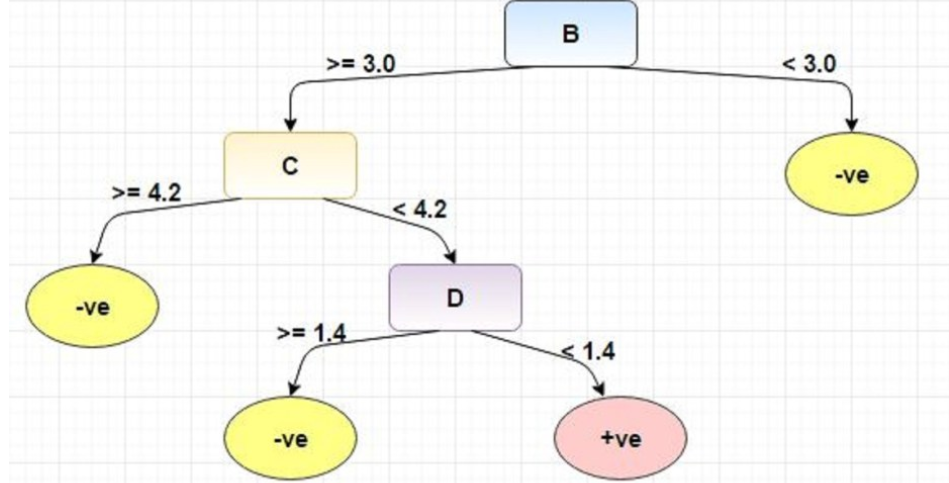 B
>= 3.0
< 3.0
C
-ve
>= 4.2
< 4.2
-ve
D
>= 1.4
< 1.4
-ve
+ve